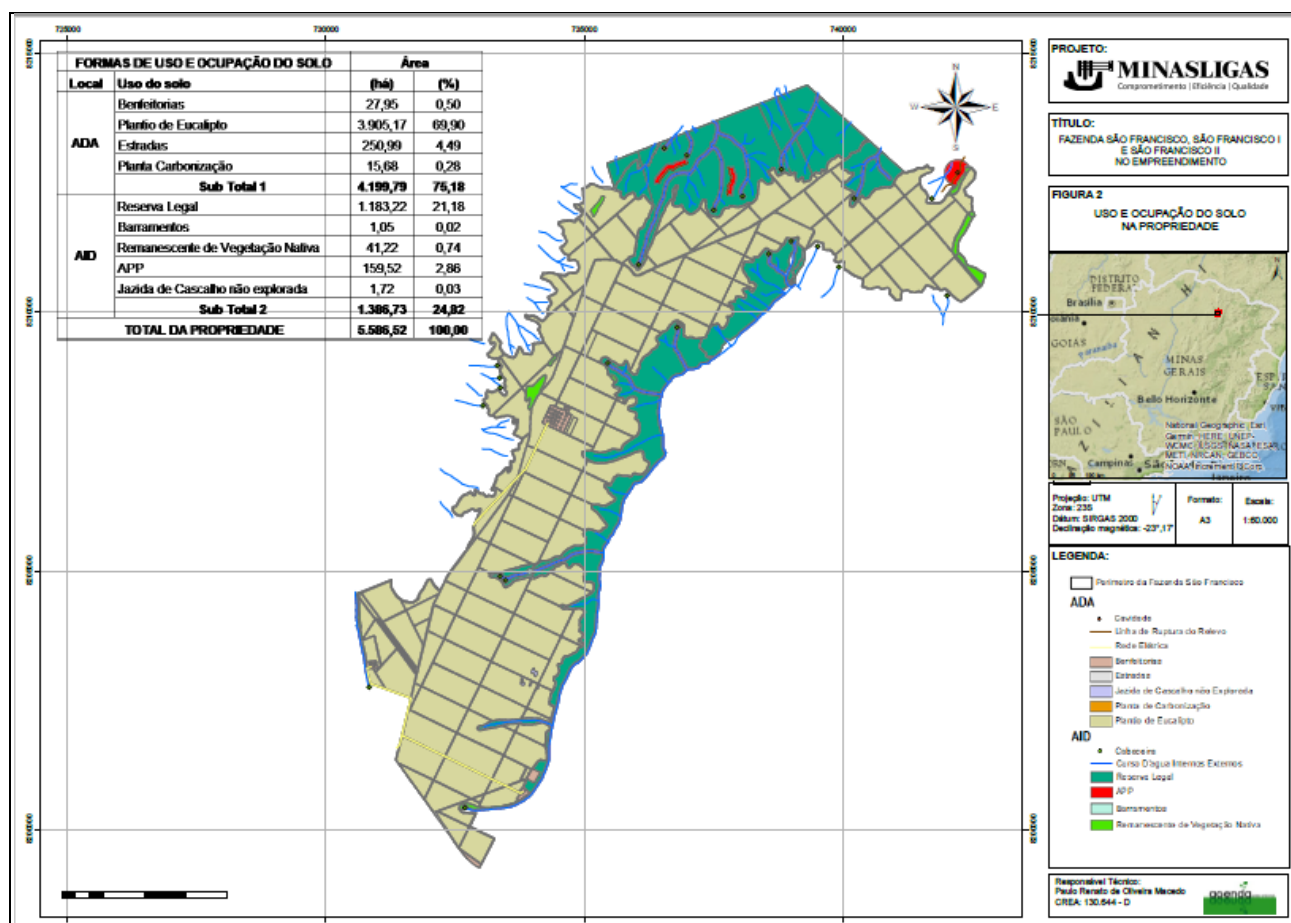 725000
730000
735000
740000
FORMAS DE USO E OCUPAÇÃO DO SOLO Área
Local Uso do solo (há) (%)
ADA
Benfeitorias 27,95 0,50
Plantio de Eucalipto 3.905,17 69,90
Estradas 250,99 4,49
Planta Carbonização 15,68 0,28
Sub Total 1 4.199,79 75,18
AID
Reserva Legal 1.183,22 21,18
Barramentos 1,05 0,02
Remanescente de Vegetação Nativa 41,22 0,74
APP 159,52 2,86
Jazida de Cascalho não explorada 1,72 0,03
Sub Total 2 1.386,73 24,82
TOTAL DA PROPRIEDADE 5.586,52 100,00
N
W
E
S
PROJETO:
MINASLIGAS
Comprometimento | Eficiência | Qualidade
TÍTULO:
FAZENDA SÃO FRANCISCO, SÃO FRANCISCO I
E SÃO FRANCISCO II
NO EMPREENDIMENTO
FIGURA 2
USO E OCUPAÇÃO DO SOLO
NA PROPRIEDADE
DISTRITO
FEDERAL
Brasília
GOIÁS
MINAS
GERAIS
Belo Horizonte
SÃO
PAULO
Campinas
National Geographic, Esri
Projeção: UTM
Zona: 23S
Dátum: SIRGAS 2000
Declinação magnética: -23°,17'
Formato:
A3
Escala:
1:60.000
LEGENDA:
Perímetro da Fazenda São Francisco
ADA
Cavidade
Linha de Ruptura do Relevo
Rede Elétrica
Benfeitorias
Estradas
Jazida de Cascalho não Explorada
Planta de Carbonização
Plantio de Eucalipto
AID
Cabeceira
Curso D'água Internos Externos
Reserva Legal
APP
Barramentos
Remanescente de Vegetação Nativa
Responsável Técnico:
Paulo Renato de Oliveira Macedo
CREA: 130.644 - D